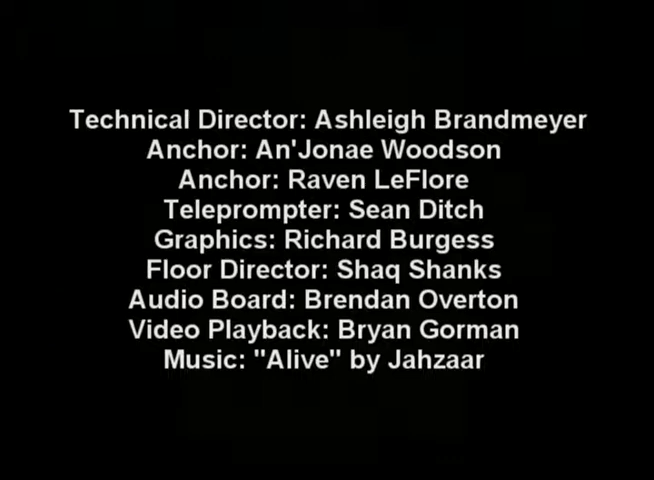 Technical Director: Ashleigh Brandmeyer
Anchor: An'Jonae Woodson
Anchor: Raven LeFlore
Teleprompter: Sean Ditch
Graphics: Richard Burgess
Floor Director: Shaq Shanks
Audio Board: Brendan Overton
Video Playback: Bryan Gorman
Music: "Alive" by Jahzaar